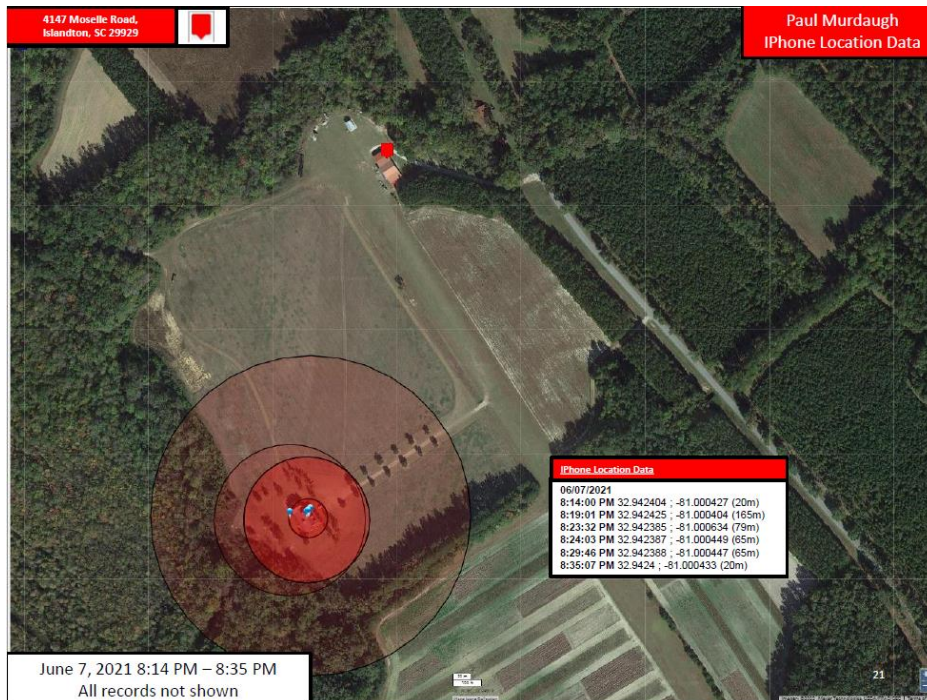 4147 Moselle Road,
Islandton, SC 29929
Paul Murdaugh
IPhone Location Data
IPhone Location Data
06/07/2021
8:14:00 PM 32.942404 ; -81.000427 (20m)
8:19:01 PM 32.942425 ; -81.000404 (165m)
8:23:32 PM 32.942385 ; -81.000634 (79m)
8:24:03 PM 32.942387 ; -81.000449 (65m)
8:29:46 PM 32.942388 ; -81.000447 (65m)
8:35:07 PM 32.9424 ; -81.000433 (20m)
June 7, 2021 8:14 PM – 8:35 PM
All records not shown
21